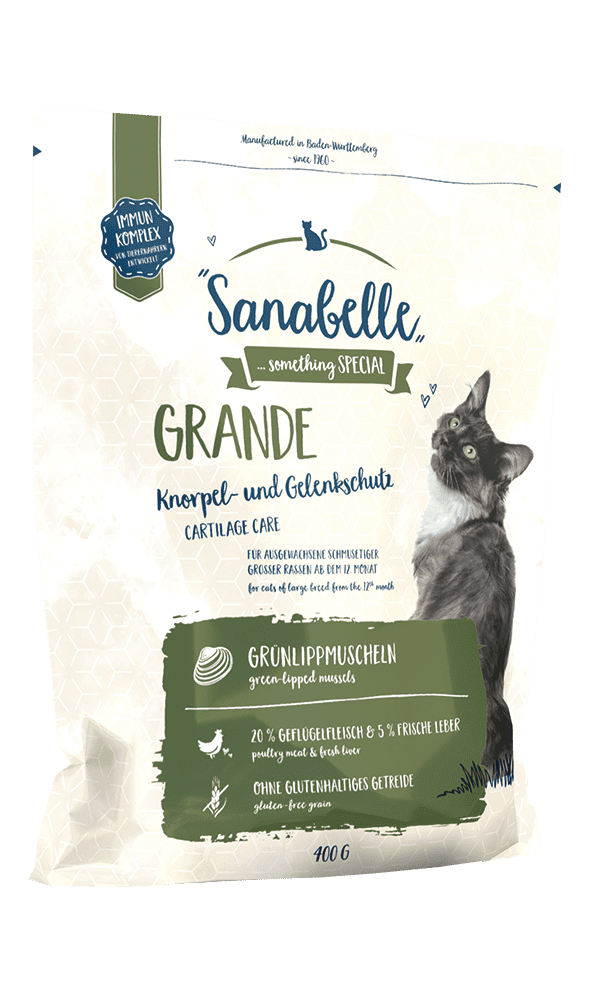 Manufactured in Baden-Württemberg
- since 1960 -
IMMUN
KOMPLEX
VON TIERERNÄHRERN
ENTWICKELT
"Sanabelle"
... something SPECIAL
GRANDE
Knorpel- und Gelenkschutz
CARTILAGE CARE
FÜR AUSGEWACHSENE SCHMUSETIGER
GROSSER RASSEN AB DEM 12. MONAT
for cats of large breed from the 12th month
GRÜNLIPPMUSCHELN
green-lipped mussels
20 % GEFLÜGELFLEISCH & 5 % FRISCHE LEBER
poultry meat & fresh liver
OHNE GLUTENHALTIGES GETREIDE
gluten-free grain
400 G